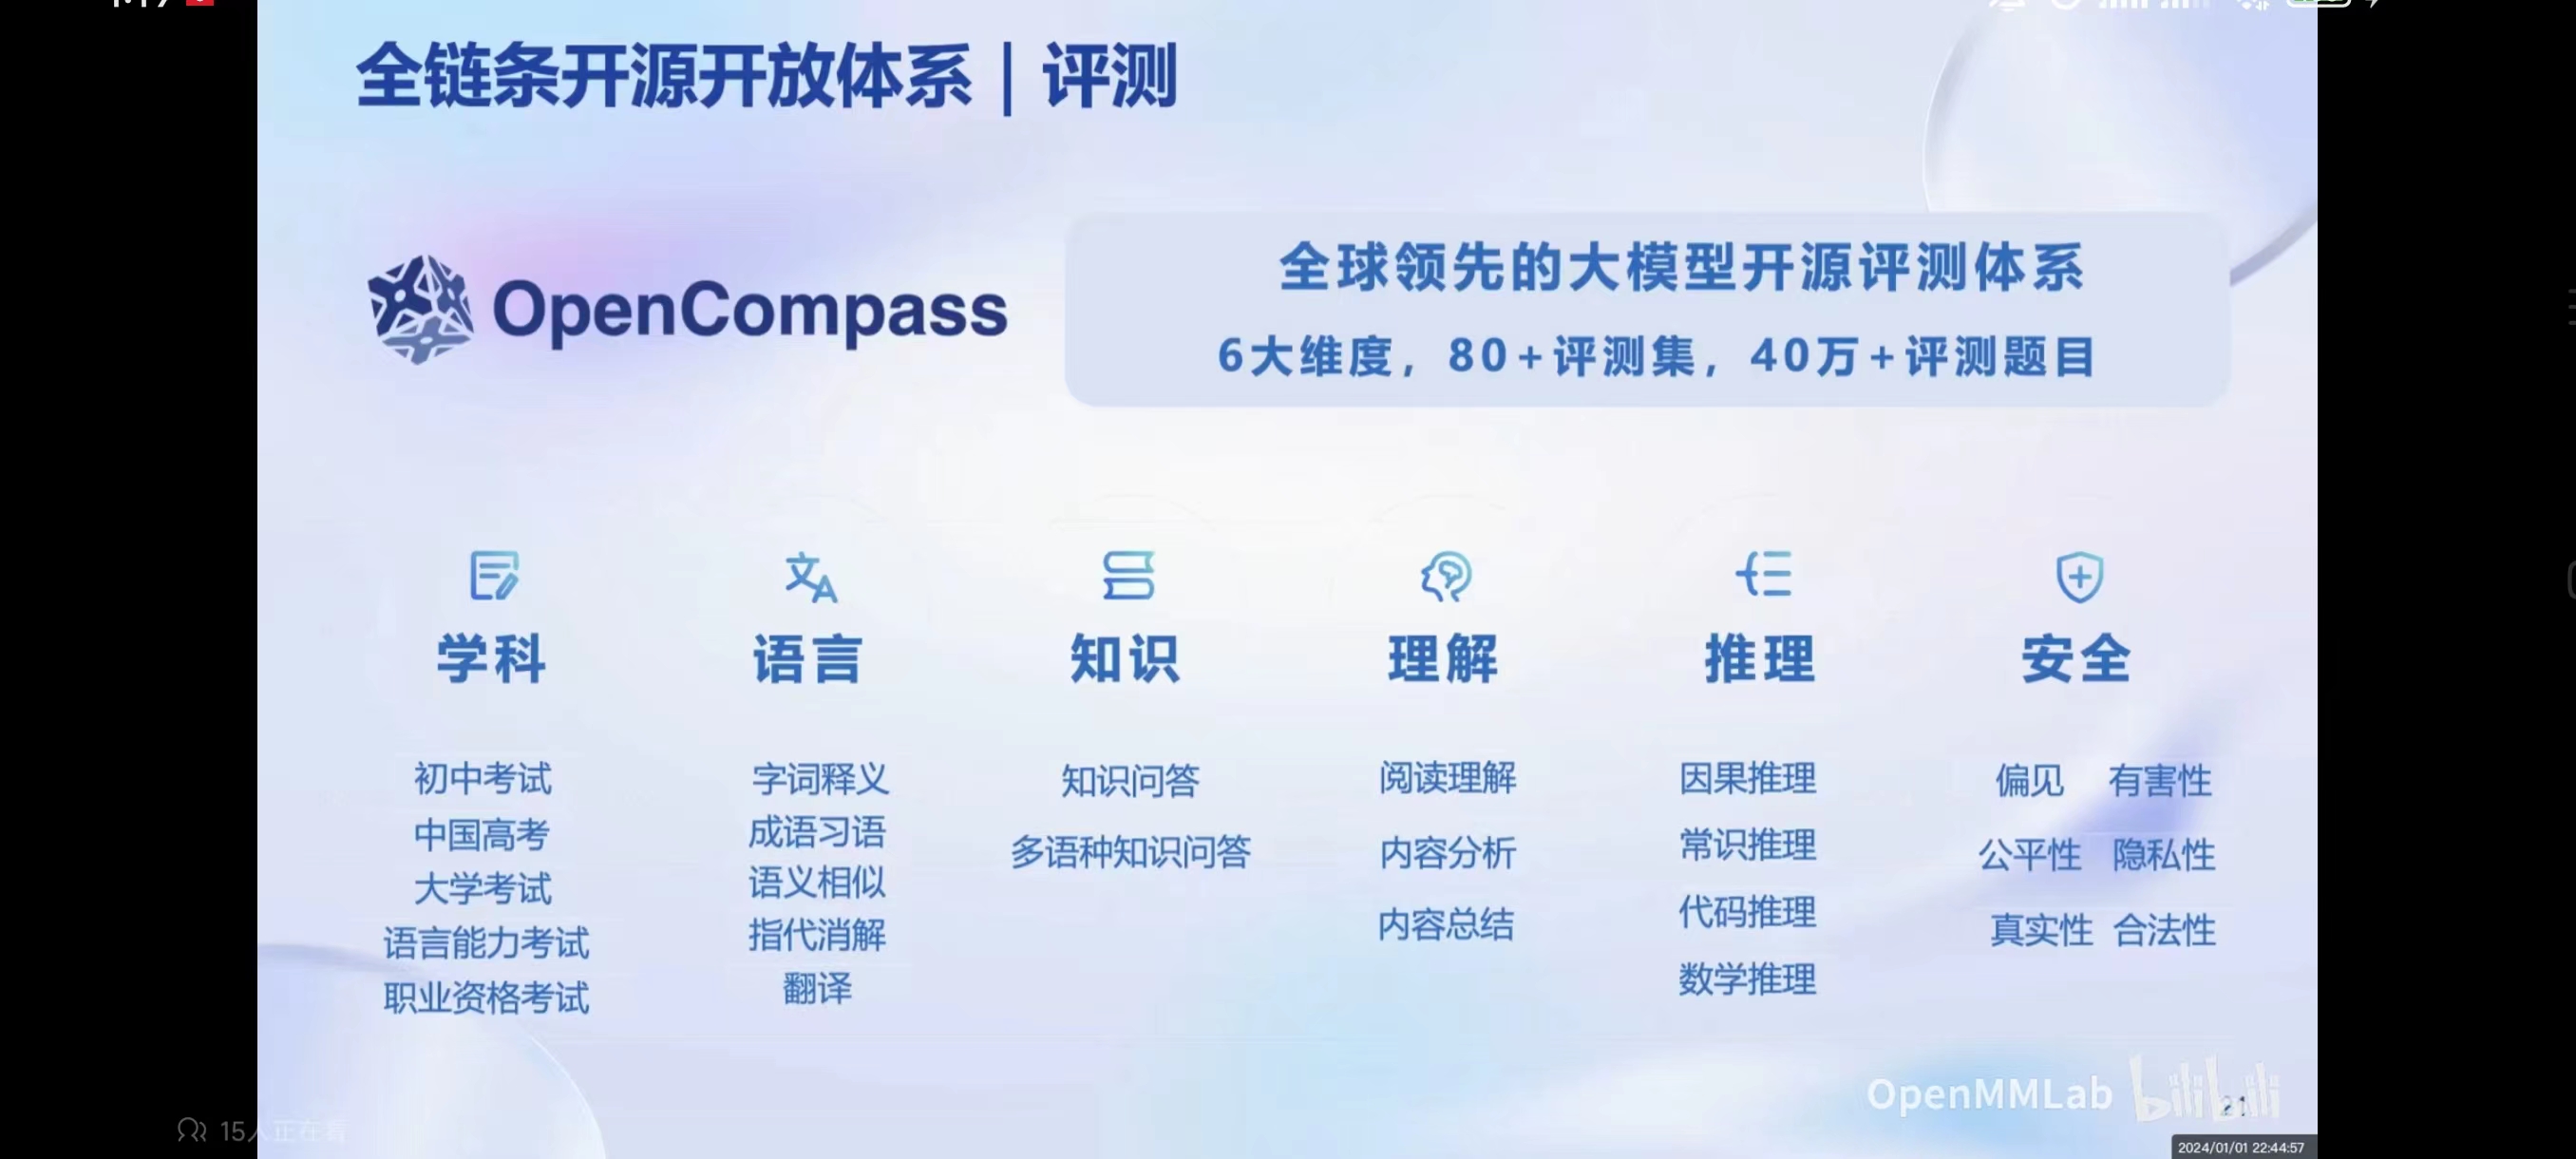 全链条开源开放体系｜评测
OpenCompass
全球领先的大模型开源评测体系
6大维度，80+评测集，40万+评测题目
学科
初中考试
中国高考
大学考试
语言能力考试
职业资格考试
语言
字词释义
成语习语
语义相似
指代消解
翻译
知识
知识问答
多语种知识问答
理解
阅读理解
内容分析
内容总结
推理
因果推理
常识推理
代码推理
数学推理
安全
偏见 有害性
公平性 隐私性
真实性 合法性
OpenMMLab bilibili
21
15人正在看
2024/01/01 22:44:57